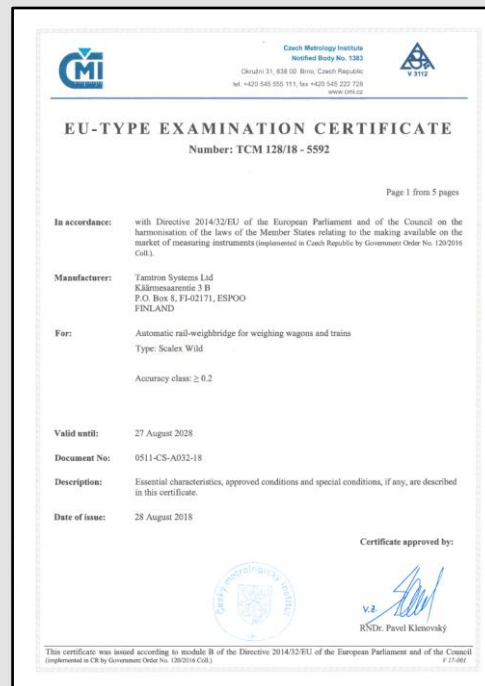 CMI
Czech Metrology Institute
Notified Body No. 1383
Okružní 31, 638 00 Brno, Czech Republic
tel. +420 545 555 111, fax +420 545 222 728
www.cmi.cz
V 3112
EU-TYPE EXAMINATION CERTIFICATE
Number: TCM 128/18 - 5592
Page 1 from 5 pages
In accordance: with Directive 2014/32/EU of the European Parliament and of the Council on the
harmonisation of the laws of the Member States relating to the making available on the
market of measuring instruments (implemented in Czech Republic by Government Order No. 120/2016
Coll.).
Manufacturer: Tamtron Systems Ltd
Käärmesaarentie 3 B
P.O. Box 8, FI-02171, ESPOO
FINLAND
For: Automatic rail-weighbridge for weighing wagons and trains
Type: Scalex Wild
Accuracy class: ≥ 0.2
Valid until: 27 August 2028
Document No: 0511-CS-A032-18
Description: Essential characteristics, approved conditions and special conditions, if any, are described
in this certificate.
Date of issue: 28 August 2018
Certificate approved by:
Český metrologický institut
v.z.
RNDr. Pavel Klenovský
This certificate was issued according to module B of the Directive 2014/32/EU of the European Parliament and of the Council
(implemented in CR by Government Order No. 120/2016 Coll.)
F 17-001